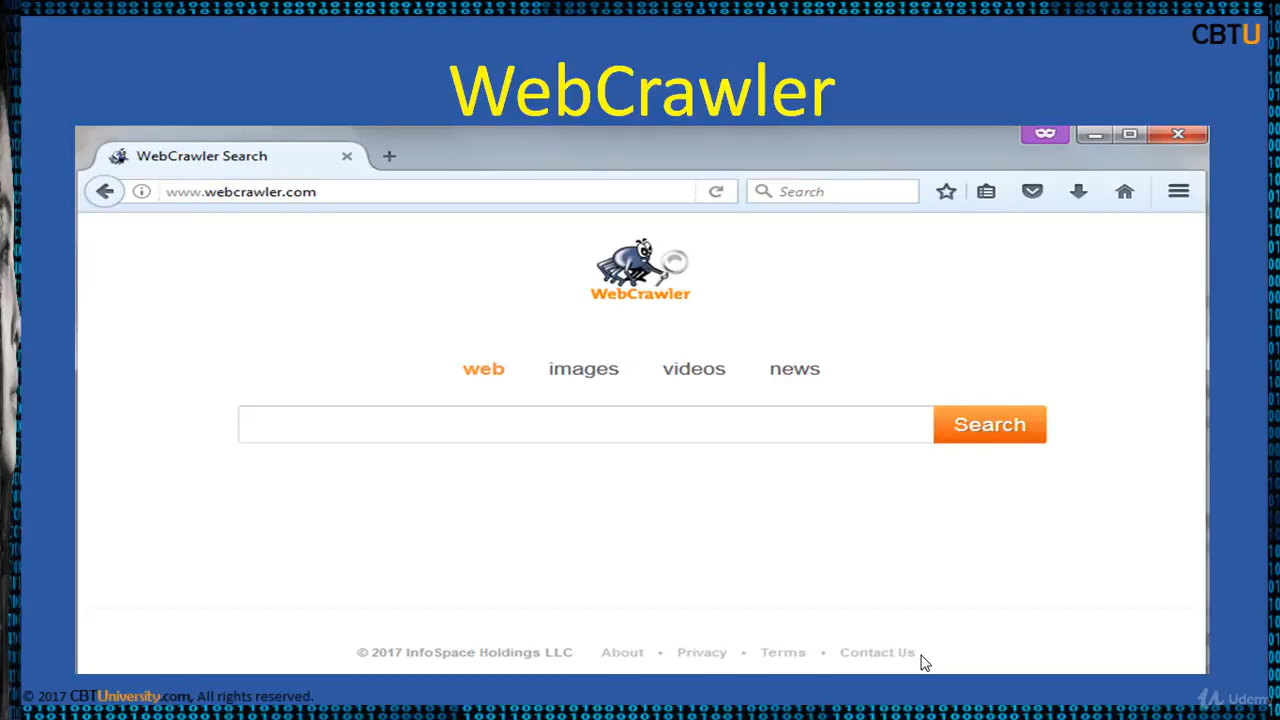 CBTU
WebCrawler
WebCrawler Search
www.webcrawler.com
Search
WebCrawler
web images videos news
Search
© 2017 InfoSpace Holdings LLC About • Privacy • Terms • Contact Us
© 2017 CBTUniversity.com, All rights reserved.
Udemy